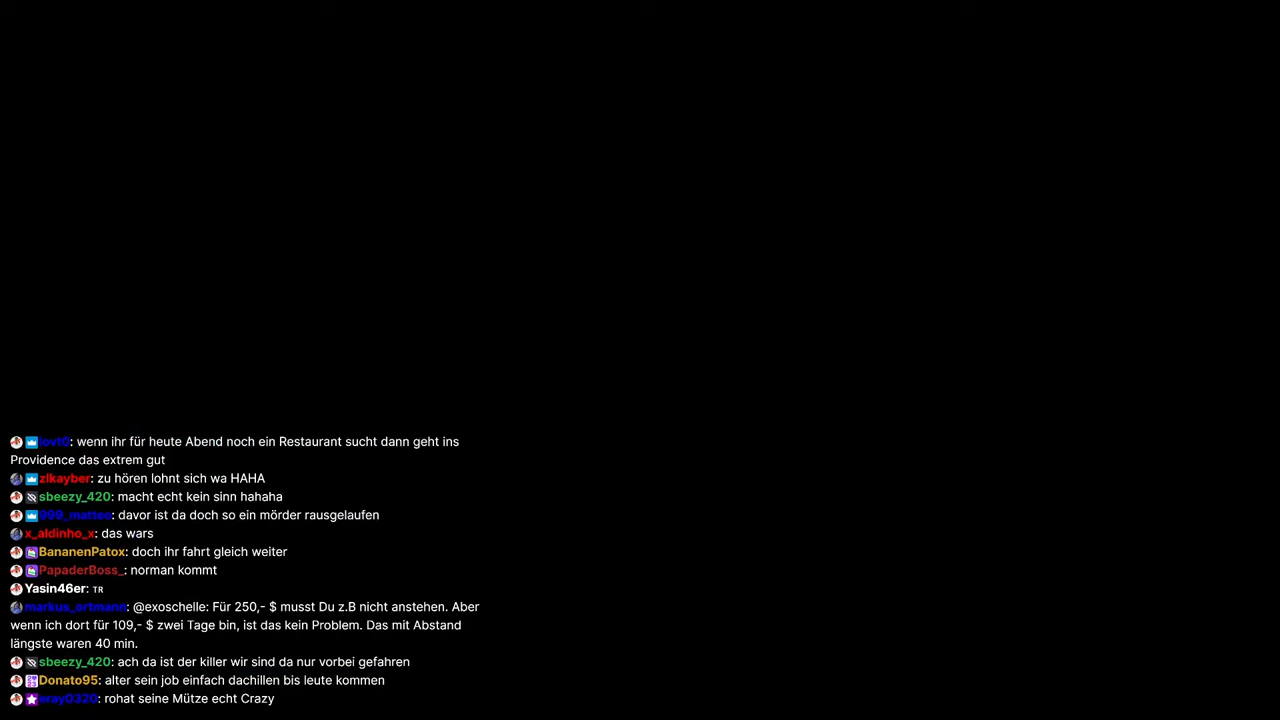 lovt0: wenn ihr für heute Abend noch ein Restaurant sucht dann geht ins
Providence das extrem gut
zlkayber: zu hören lohnt sich wa HAHA
sbeezy_420: macht echt kein sinn hahaha
999_matteo: davor ist da doch so ein mörder rausgelaufen
x_aldinho_x: das wars
BananenPatox: doch ihr fahrt gleich weiter
PapaderBoss_: norman kommt
Yasin46er: TR
markus_ortmann: @exoschelle: Für 250,- $ musst Du z.B nicht anstehen. Aber
wenn ich dort für 109,- $ zwei Tage bin, ist das kein Problem. Das mit Abstand
längste waren 40 min.
sbeezy_420: ach da ist der killer wir sind da nur vorbei gefahren
Donato95: alter sein job einfach dachillen bis leute kommen
eray0320: rohat seine Mütze echt Crazy